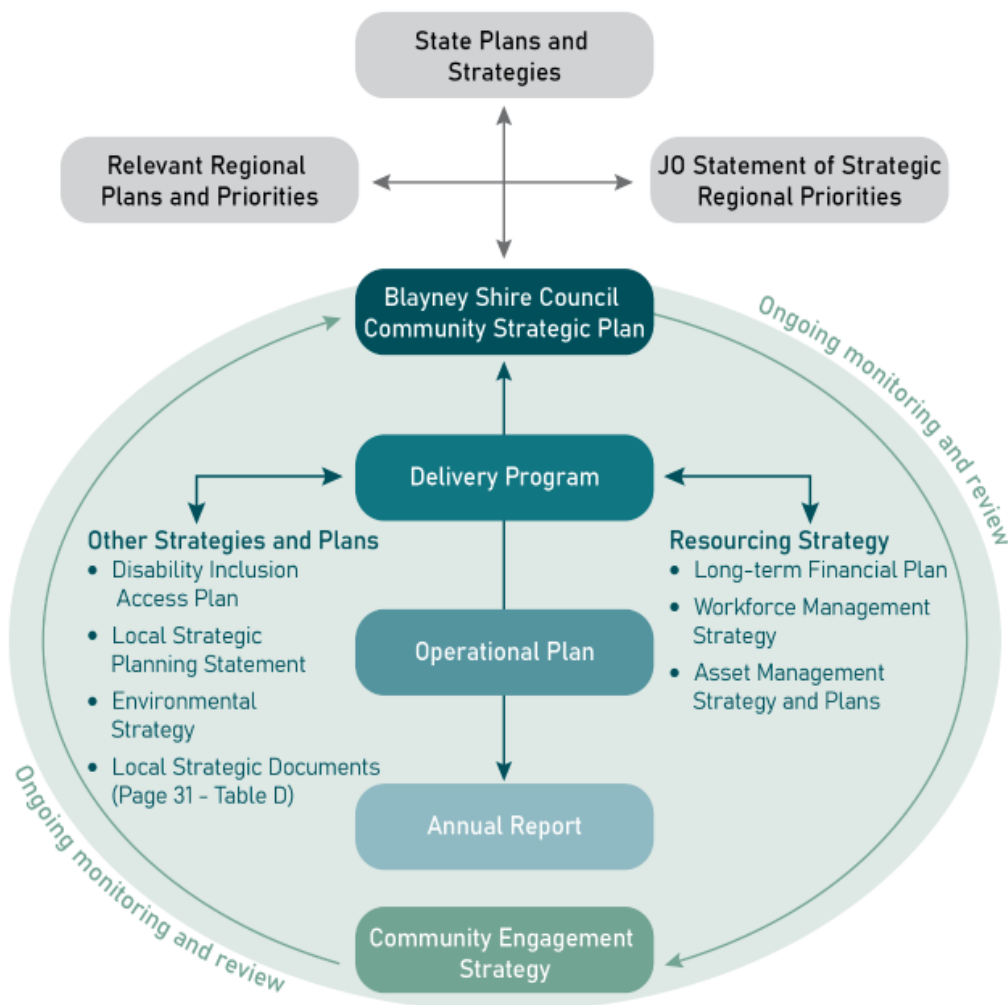 State Plans and
Strategies
Relevant Regional
Plans and Priorities
JO Statement of Strategic
Regional Priorities
Blayney Shire Council
Community Strategic Plan
Ongoing monitoring and review
Delivery Program
Other Strategies and Plans
• Disability Inclusion
Access Plan
• Local Strategic
Planning Statement
• Environmental
Strategy
• Local Strategic Documents
(Page 31 - Table D)
Resourcing Strategy
• Long-term Financial Plan
• Workforce Management
Strategy
• Asset Management
Strategy and Plans
Operational Plan
Annual Report
Ongoing monitoring and review
Community Engagement
Strategy